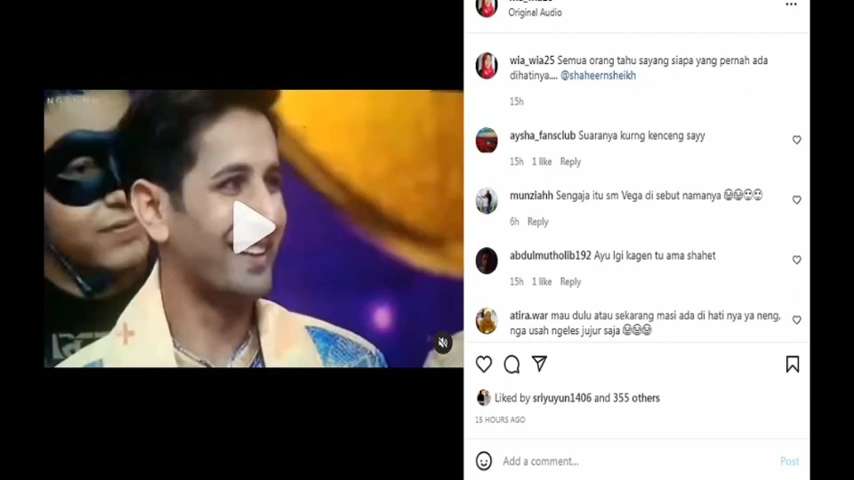 Original Audio
wia_wia25 Semua orang tahu sayang siapa yang pernah ada
dihatinya.... @shaheernsheikh
15h
aysha_fansclub Suaranya kurng kenceng sayy
15h 1 like Reply
munziahh Sengaja itu sm Vega di sebut namanya
6h Reply
abdulmutholib192 Ayu lgi kagen tu ama shahet
15h 1 like Reply
atira.war mau dulu atau sekarang masi ada di hati nya ya neng,
nga usah ngeles jujur saja
Liked by sriyuyun1406 and 355 others
15 HOURS AGO
Add a comment... Post